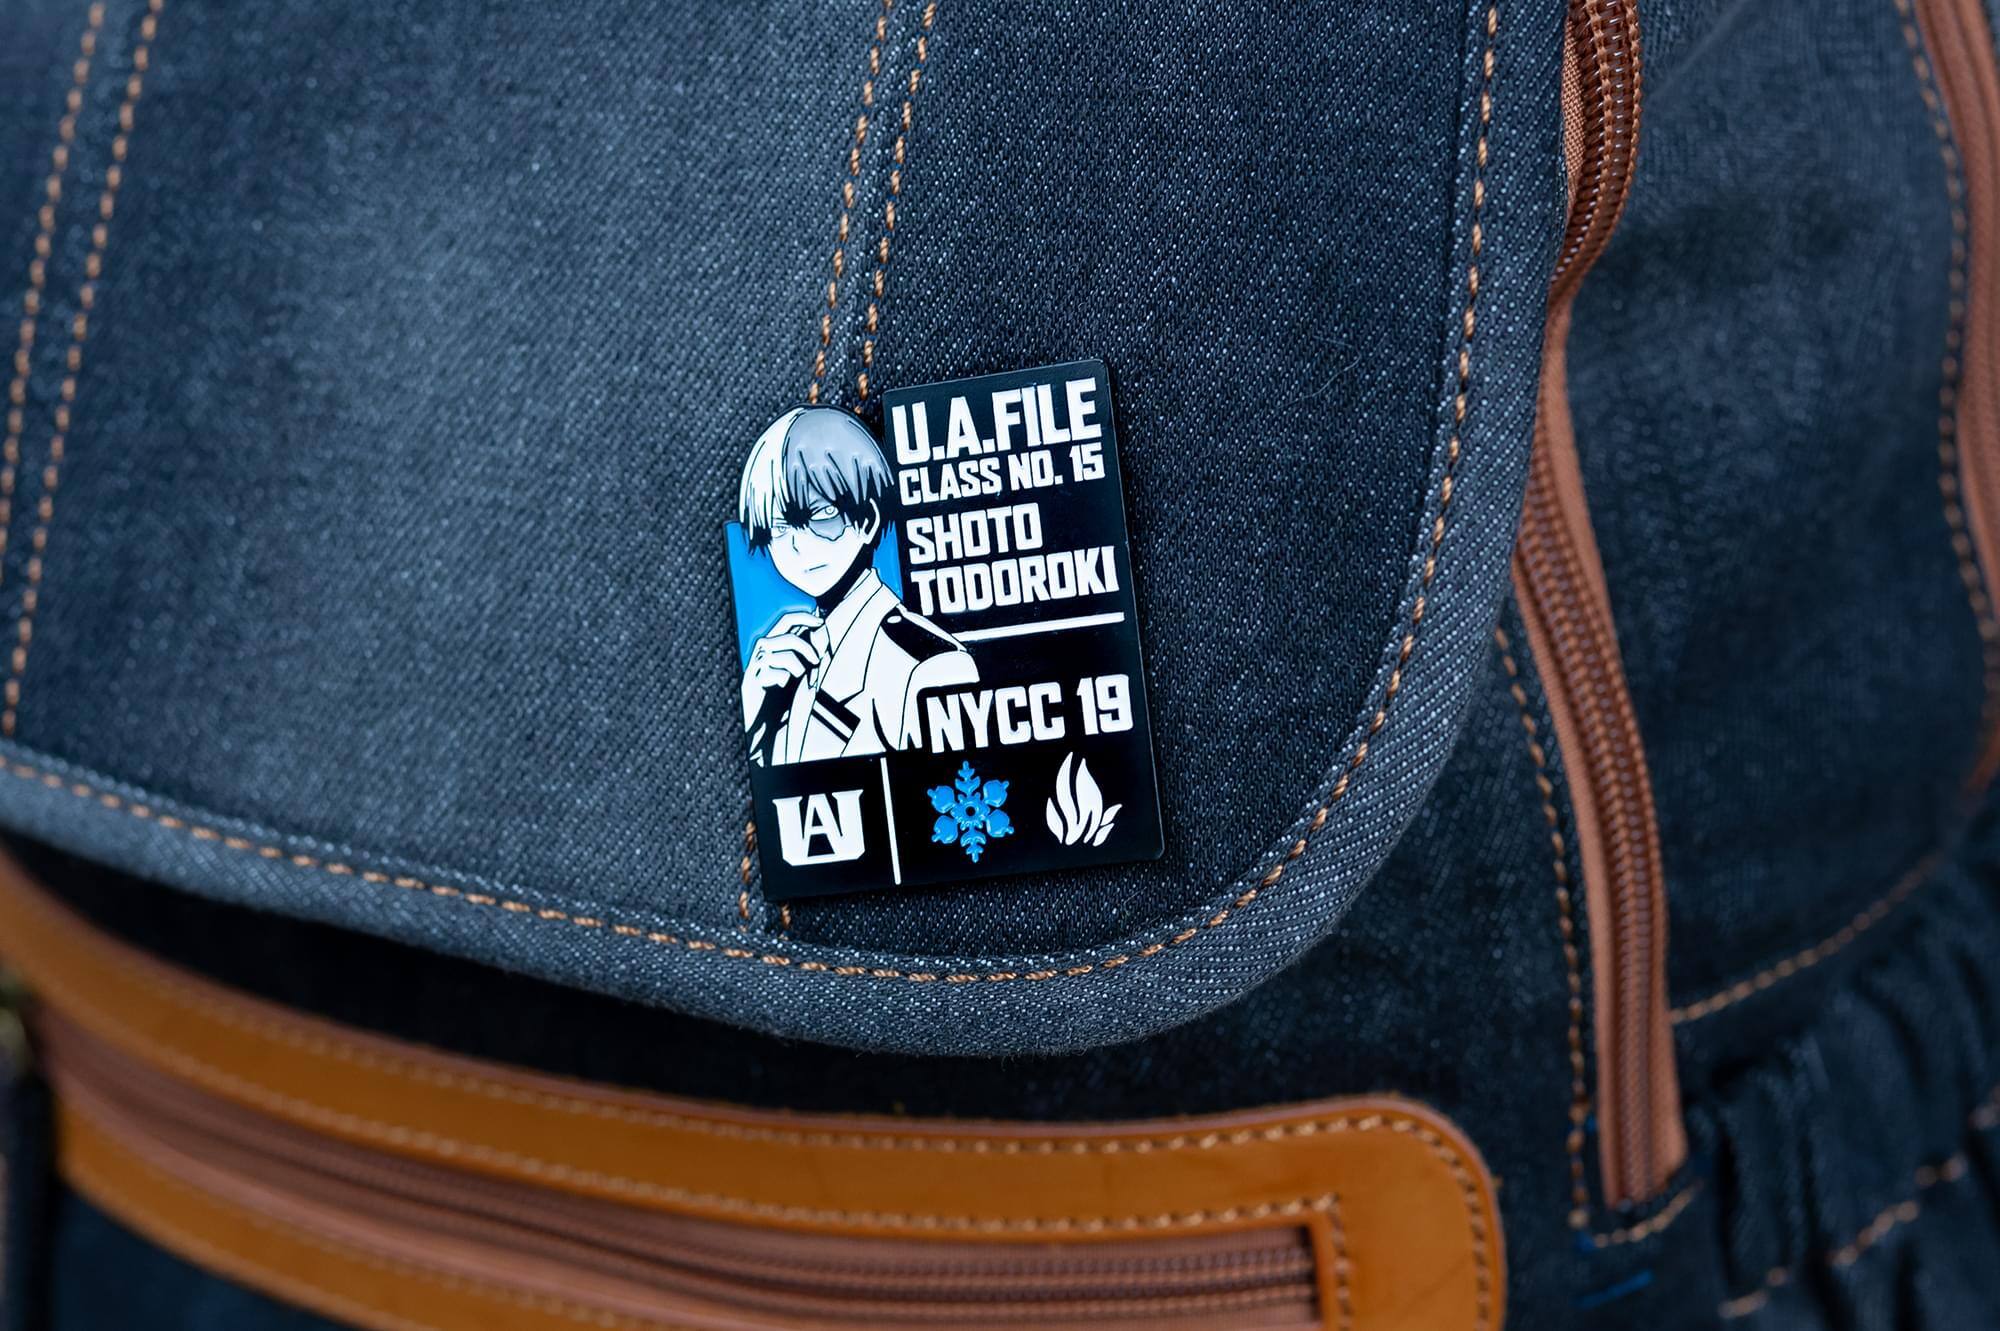 U.A.FILE
CLASS NO. 15
SHOTO
TODOROKI
NYCC 19
UA